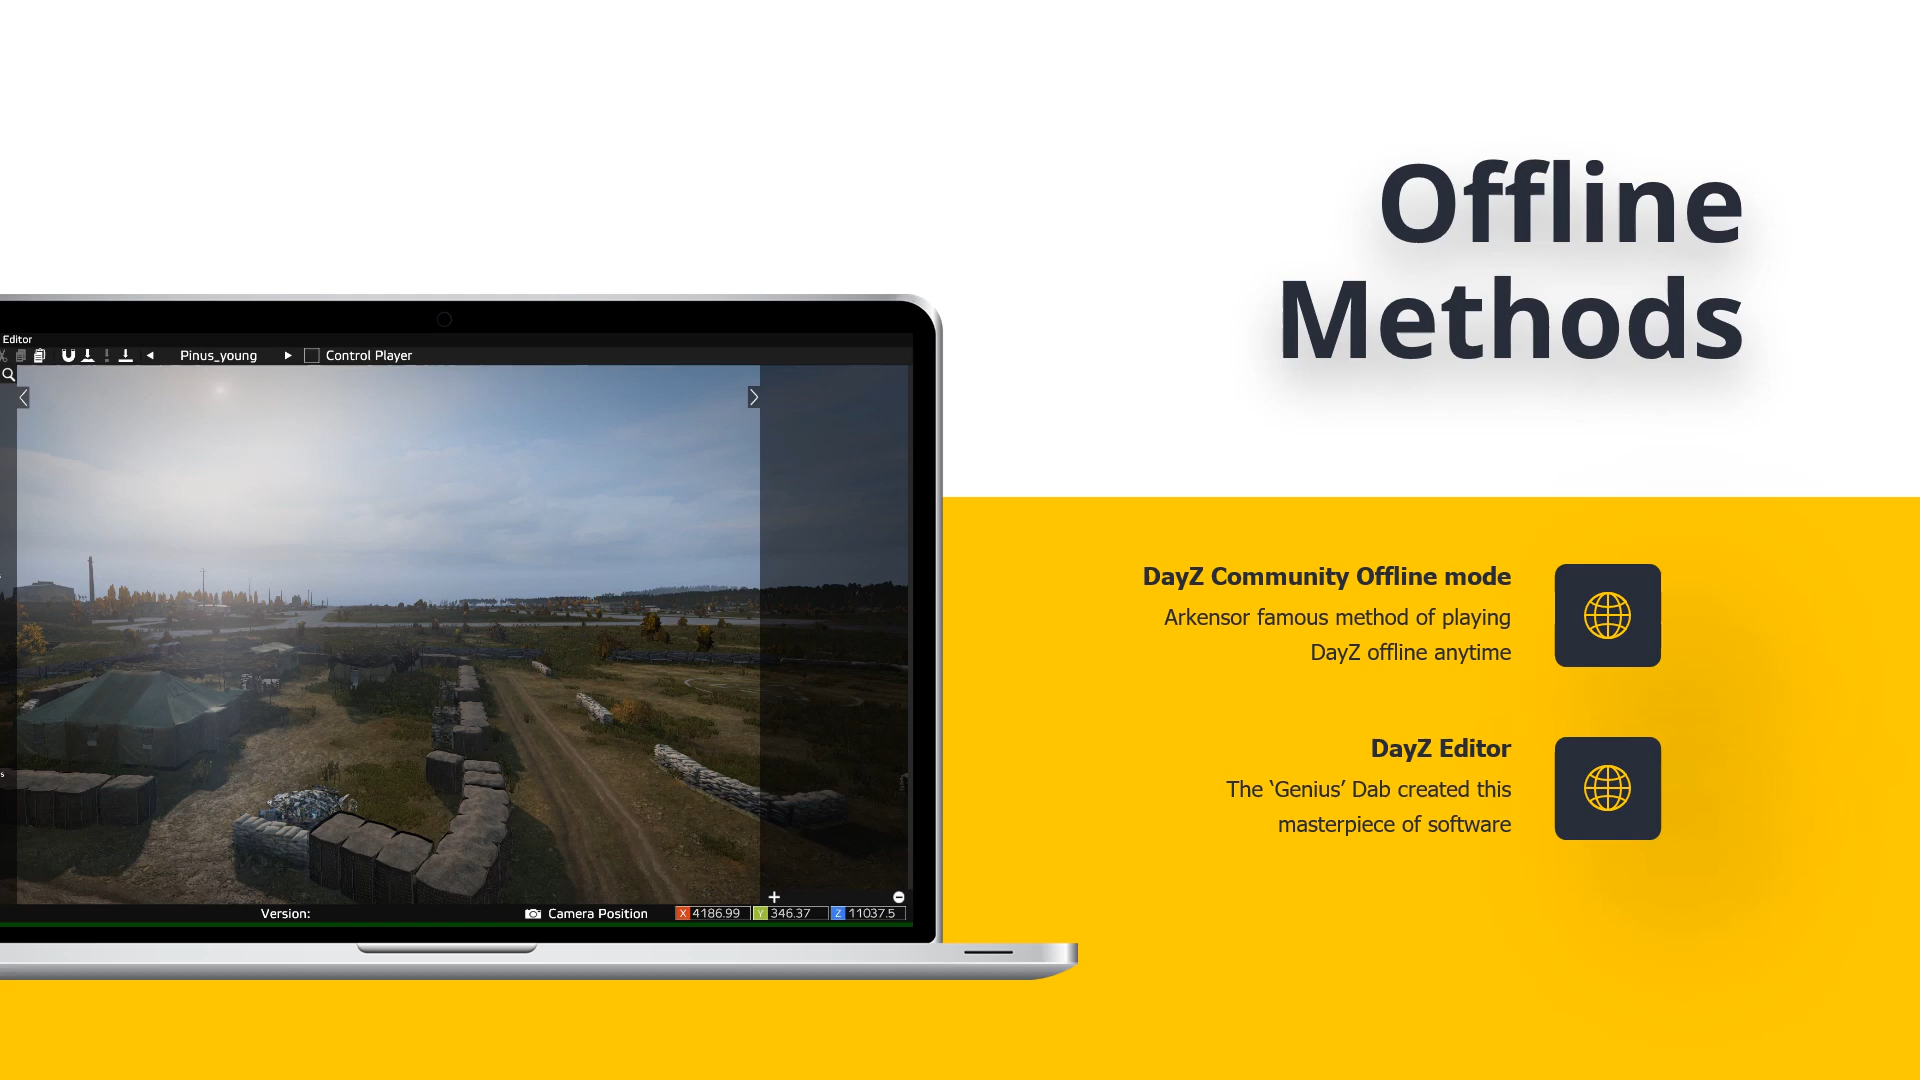 Offline
Methods
Editor
Pinus_young
Control Player
DayZ Community Offline mode
Arkensor famous method of playing
DayZ offline anytime
DayZ Editor
The ‘Genius’ Dab created this
masterpiece of software
Version:
Camera Position
X 4186.99
Y 346.37
Z 11037.5